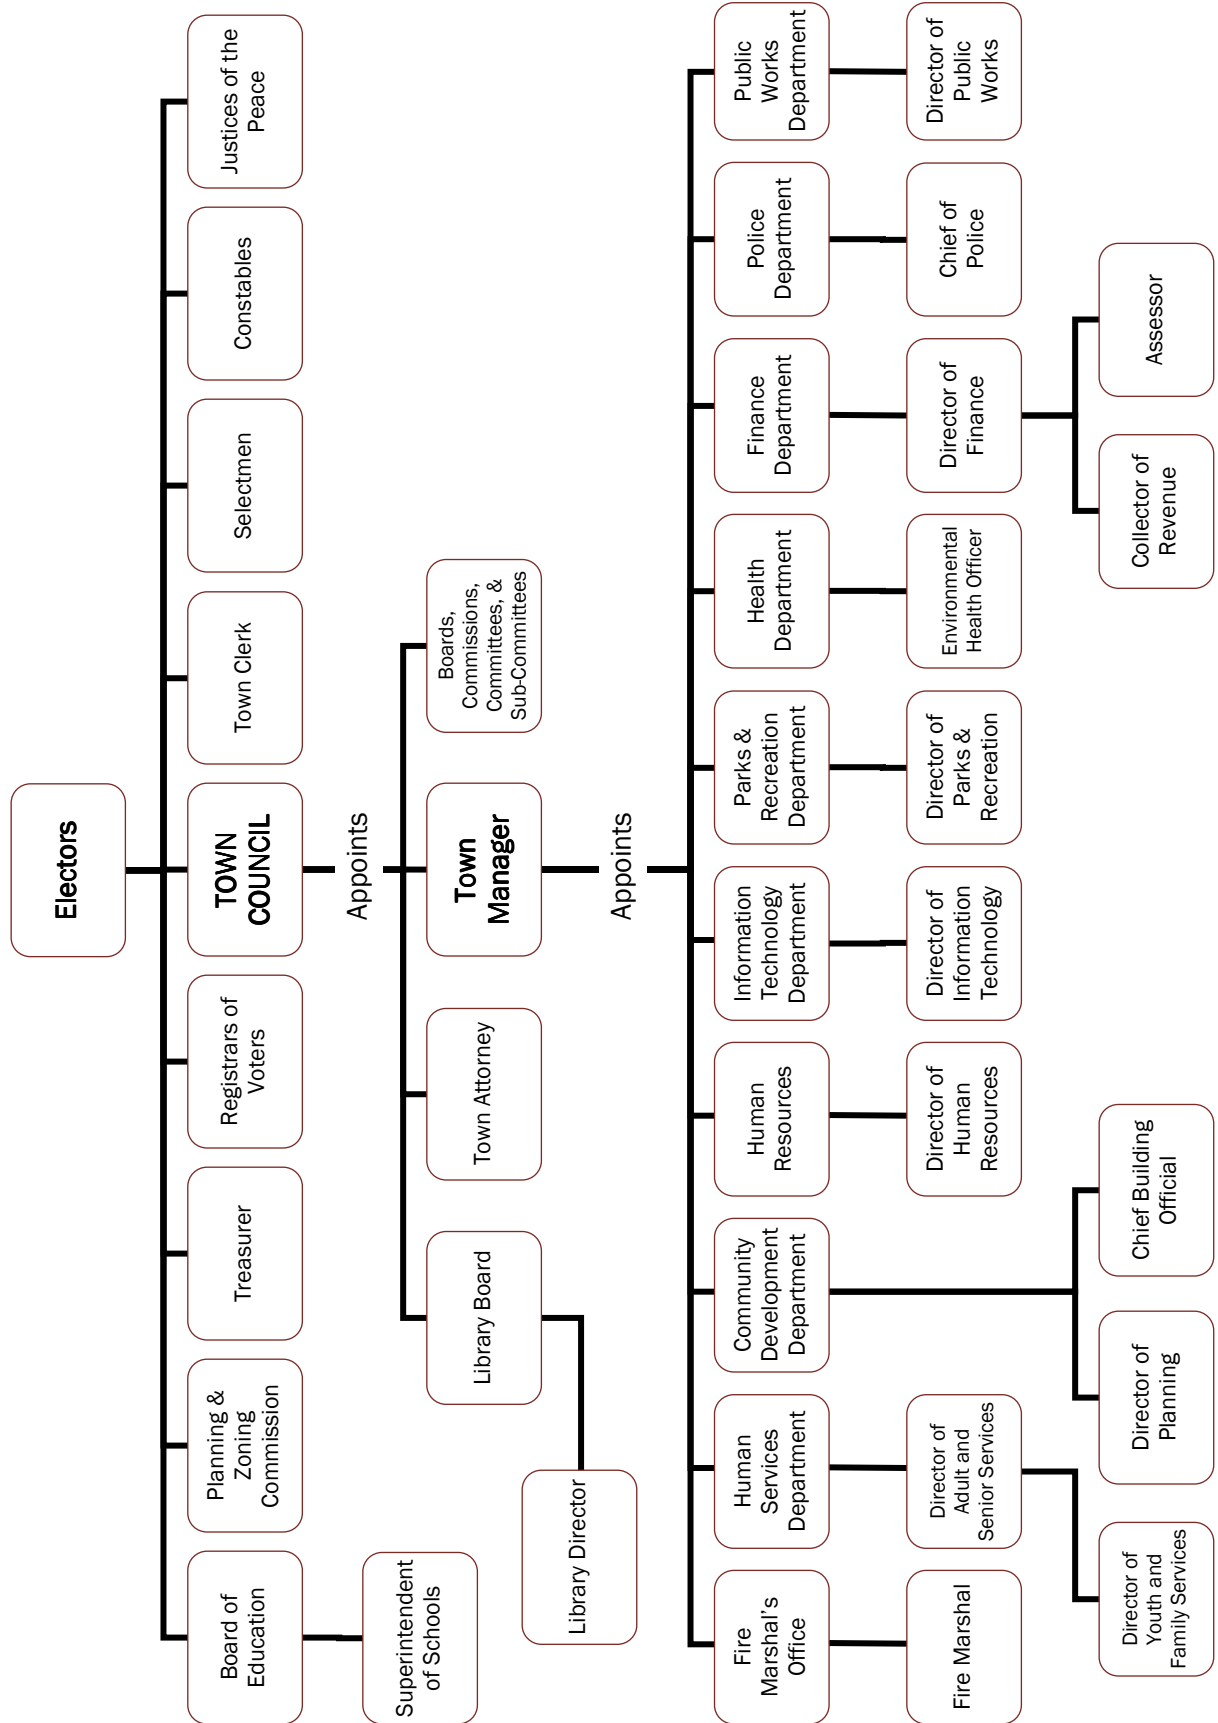 Electors
Board of
Education
Planning &
Zoning
Commission
Treasurer
Registrars of
Voters
TOWN
COUNCIL
Town Clerk
Selectmen
Constables
Justices of the
Peace
Superintendent
of Schools
Appoints
Library Board
Town Attorney
Town
Manager
Boards,
Commissions,
Committees, &
Sub-Committees
Library Director
Appoints
Fire
Marshal's
Office
Human
Services
Department
Community
Development
Department
Human
Resources
Information
Technology
Department
Parks &
Recreation
Department
Health
Department
Finance
Department
Police
Department
Public
Works
Department
Fire Marshal
Director of
Adult and
Senior Services
Director of
Human
Resources
Director of
Information
Technology
Director of
Parks &
Recreation
Environmental
Health Officer
Director of
Finance
Chief of
Police
Director of
Public
Works
Director of
Youth and
Family Services
Director of
Planning
Chief Building
Official
Collector of
Revenue
Assessor